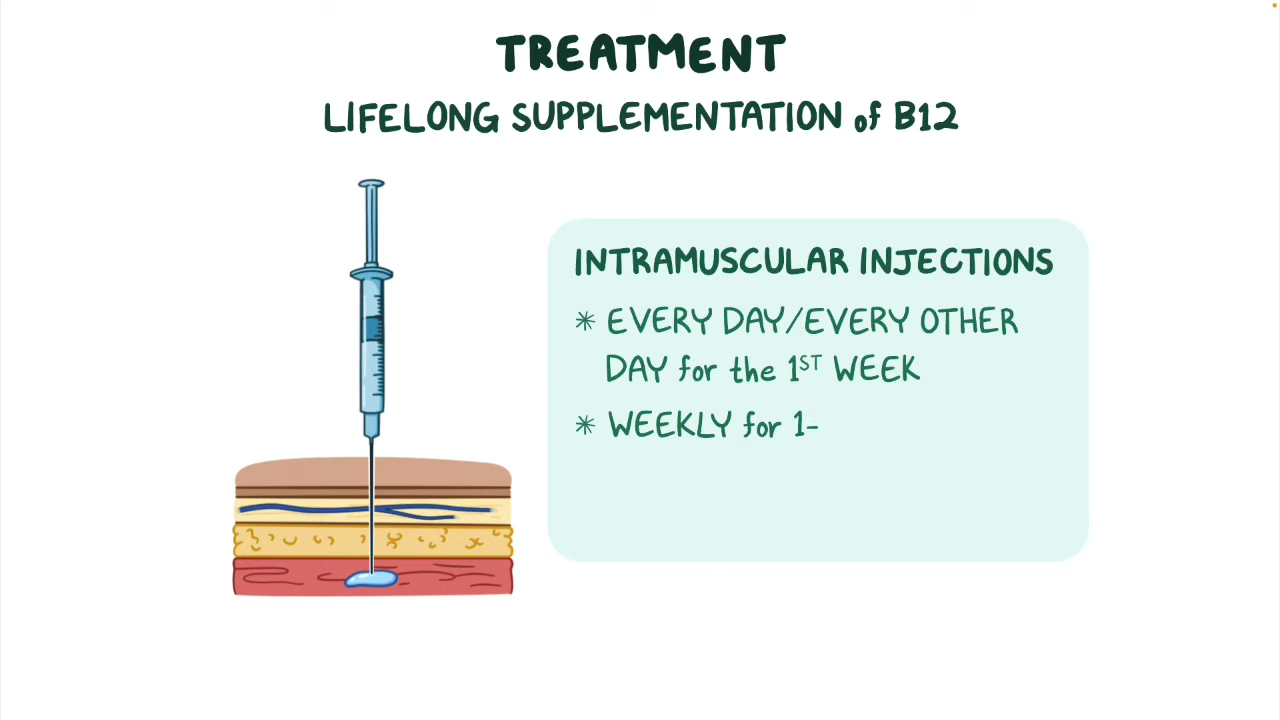 TREATMENT
LIFELONG SUPPLEMENTATION of B12
INTRAMUSCULAR INJECTIONS
* EVERY DAY/EVERY OTHER
DAY for the 1ST WEEK
* WEEKLY for 1-